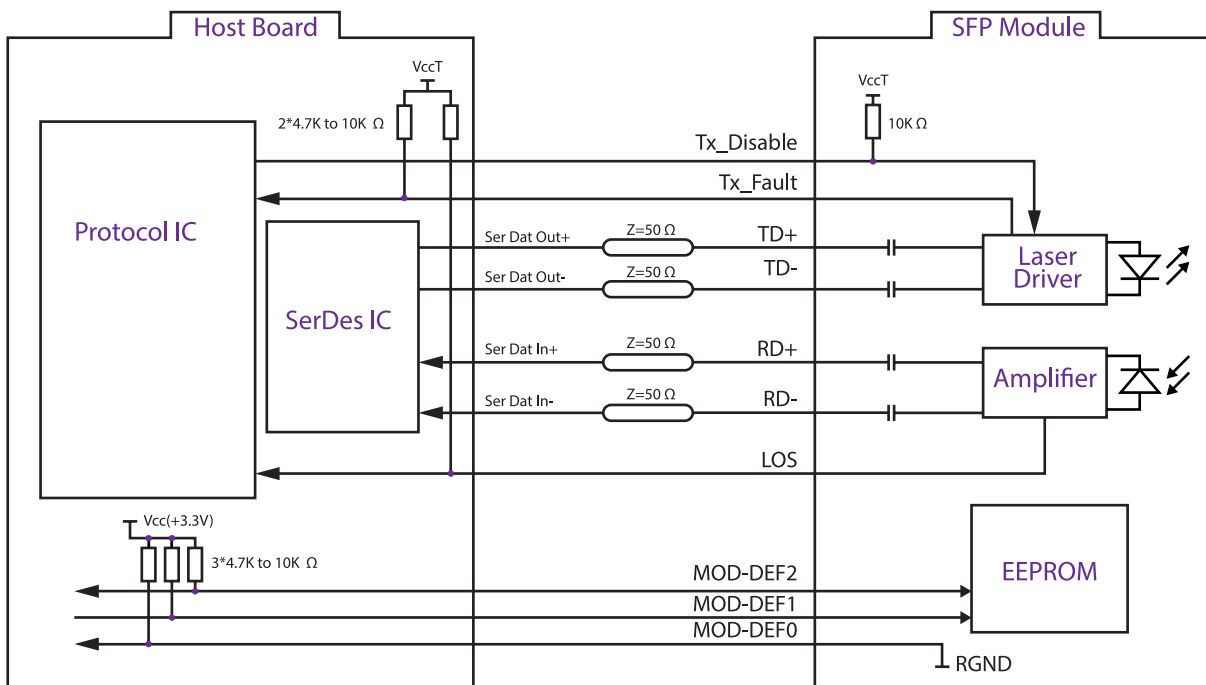 Host Board
SFP Module
VccT
VccT
2*4.7K to 10K Ω
10K Ω
Tx_Disable
Tx_Fault
Protocol IC
Ser Dat Out+
Z=50 Ω
TD+
Ser Dat Out-
Z=50 Ω
TD-
Laser
Driver
SerDes IC
Ser Dat In+
Z=50 Ω
RD+
Ser Dat In-
Z=50 Ω
RD-
Amplifier
LOS
Vcc(+3.3V)
3*4.7K to 10K Ω
MOD-DEF2
MOD-DEF1
MOD-DEF0
EEPROM
RGND